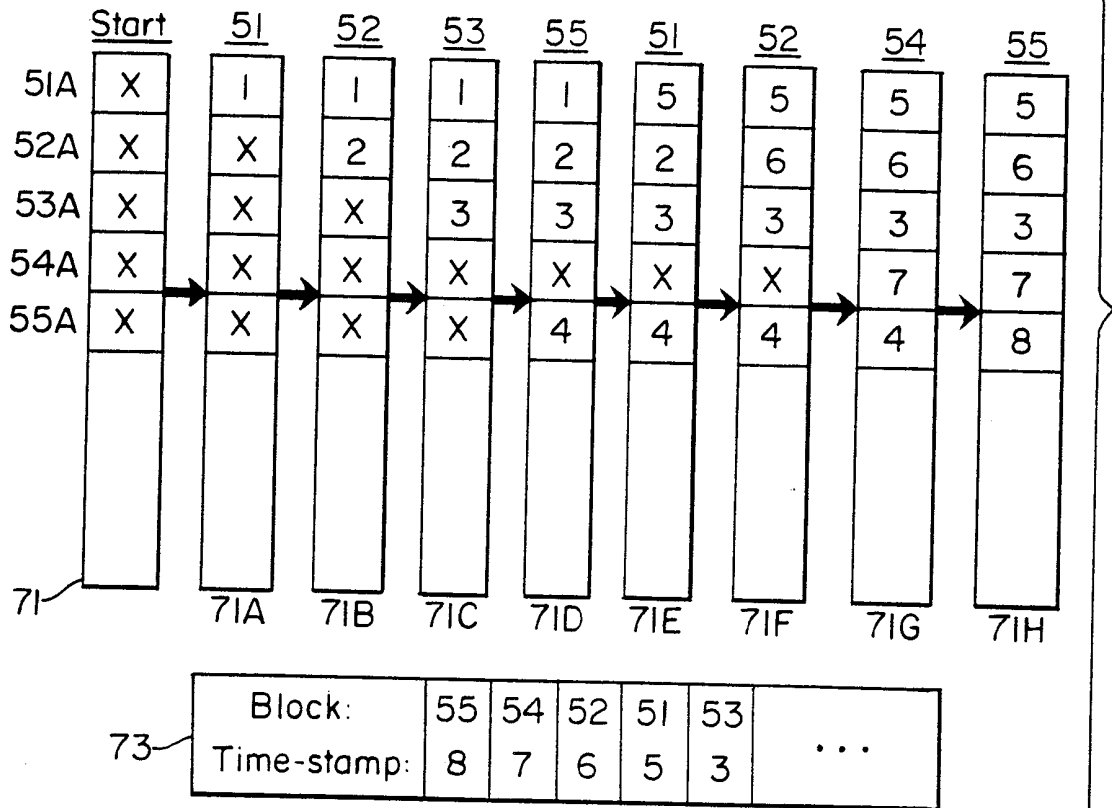 Start 51 52 53 55 51 52 54 55
51A X 1 1 1 1 5 5 5 5
52A X X 2 2 2 2 6 6 6
53A X X X 3 3 3 3 3 3
54A X X X X X X X 7 7
55A X X X X 4 4 4 4 8
71 71A 71B 71C 71D 71E 71F 71G 71H
Block: 55 54 52 51 53 ...
73 Time-stamp: 8 7 6 5 3